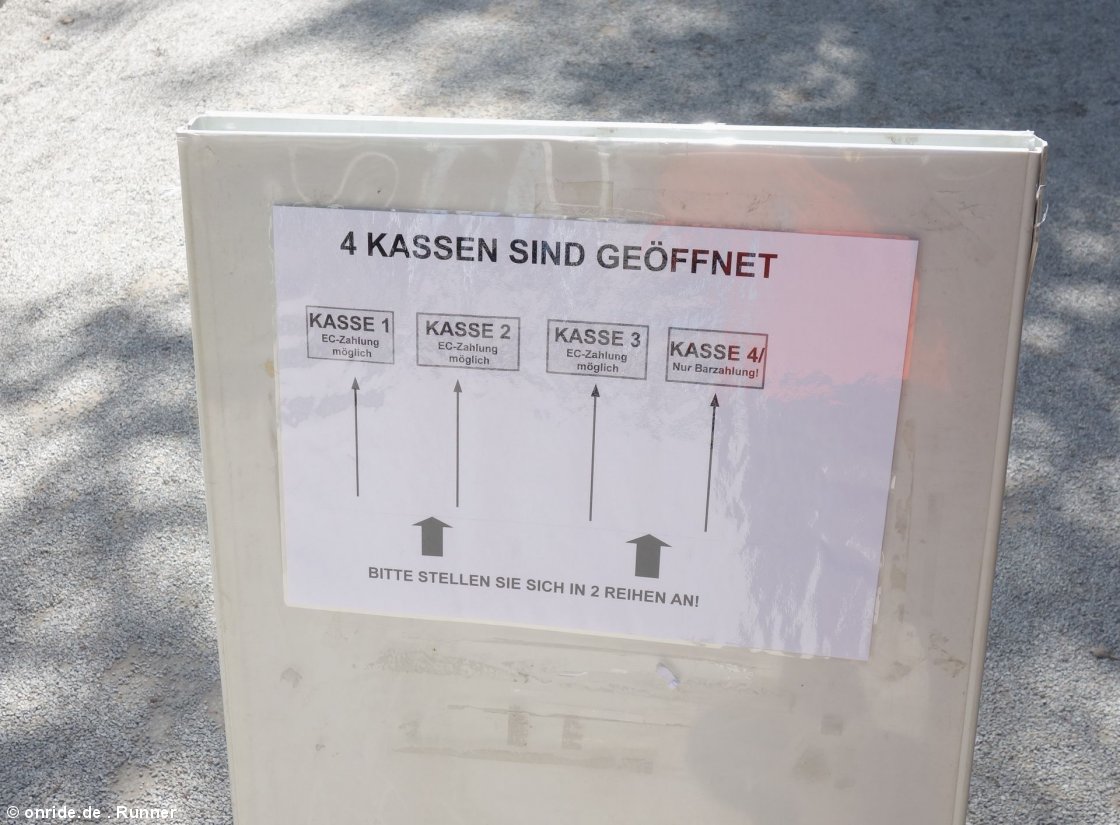 4 KASSEN SIND GEÖFFNET
KASSE 1
EC-Zahlung
möglich
KASSE 2
EC-Zahlung
möglich
KASSE 3
EC-Zahlung
möglich
KASSE 4/
Nur Barzahlung!
BITTE STELLEN SIE SICH IN 2 REIHEN AN!
© onride.de . Runner